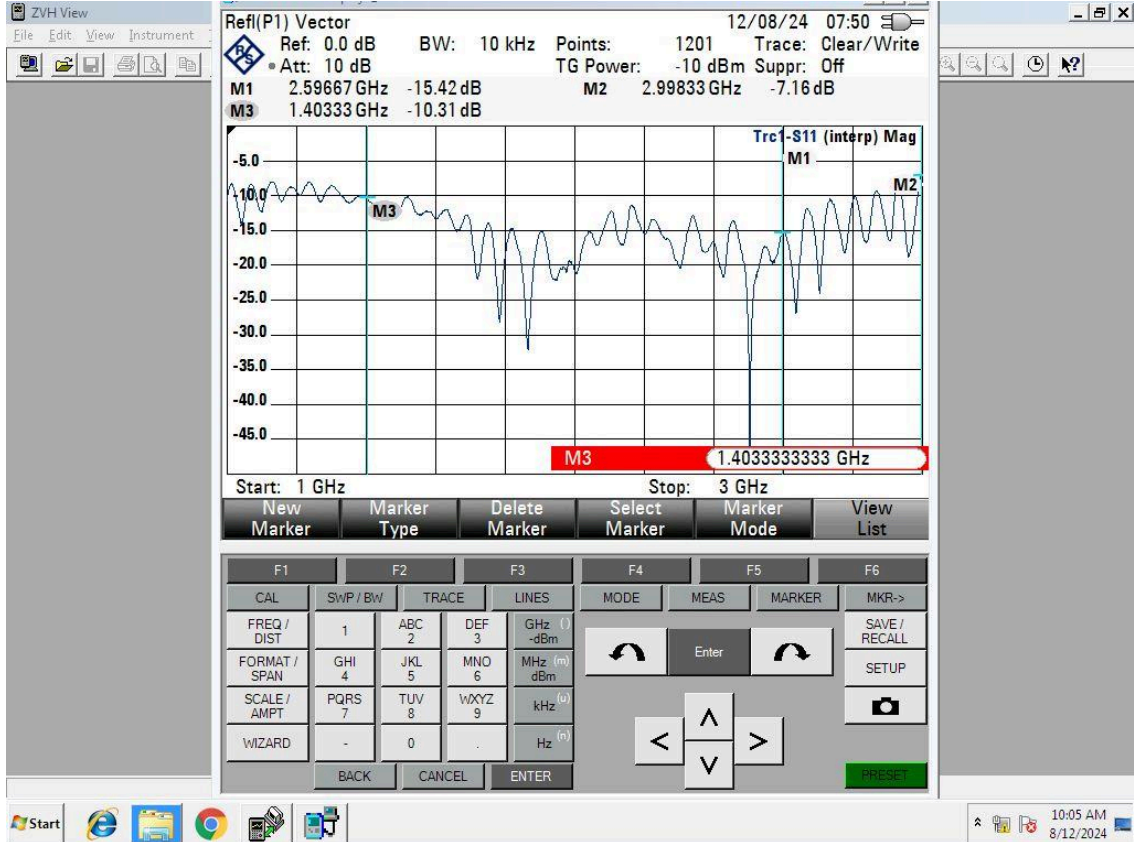 ZVH View
File Edit View Instrument
Refl(P1) Vector 12/08/24 07:50
Ref: 0.0 dB BW: 10 kHz Points: 1201 Trace: Clear/Write
Att: 10 dB TG Power: -10 dBm Suppr: Off
M1 2.59667 GHz -15.42 dB M2 2.99833 GHz -7.16 dB
M3 1.40333 GHz -10.31 dB
Trc1-S11 (interp) Mag
M1
-5.0
M2
-10.0
M3
-15.0
-20.0
-25.0
-30.0
-35.0
-40.0
-45.0
M3 1.4033333333 GHz
Start: 1 GHz Stop: 3 GHz
New Marker Marker Type Delete Marker Select Marker Marker Mode View List
F1 F2 F3 F4 F5 F6
CAL SWP / BW TRACE LINES MODE MEAS MARKER MKR->
FREQ / DIST 1 ABC 2 DEF 3 GHz () -dBm SAVE / RECALL
Enter
FORMAT / SPAN GHI 4 JKL 5 MNO 6 MHz (m) dBm SETUP
SCALE / AMPT PQRS 7 TUV 8 WXYZ 9 kHz (u)
WIZARD - 0 . Hz (n)
BACK CANCEL ENTER PRESET
Start 10:05 AM
8/12/2024